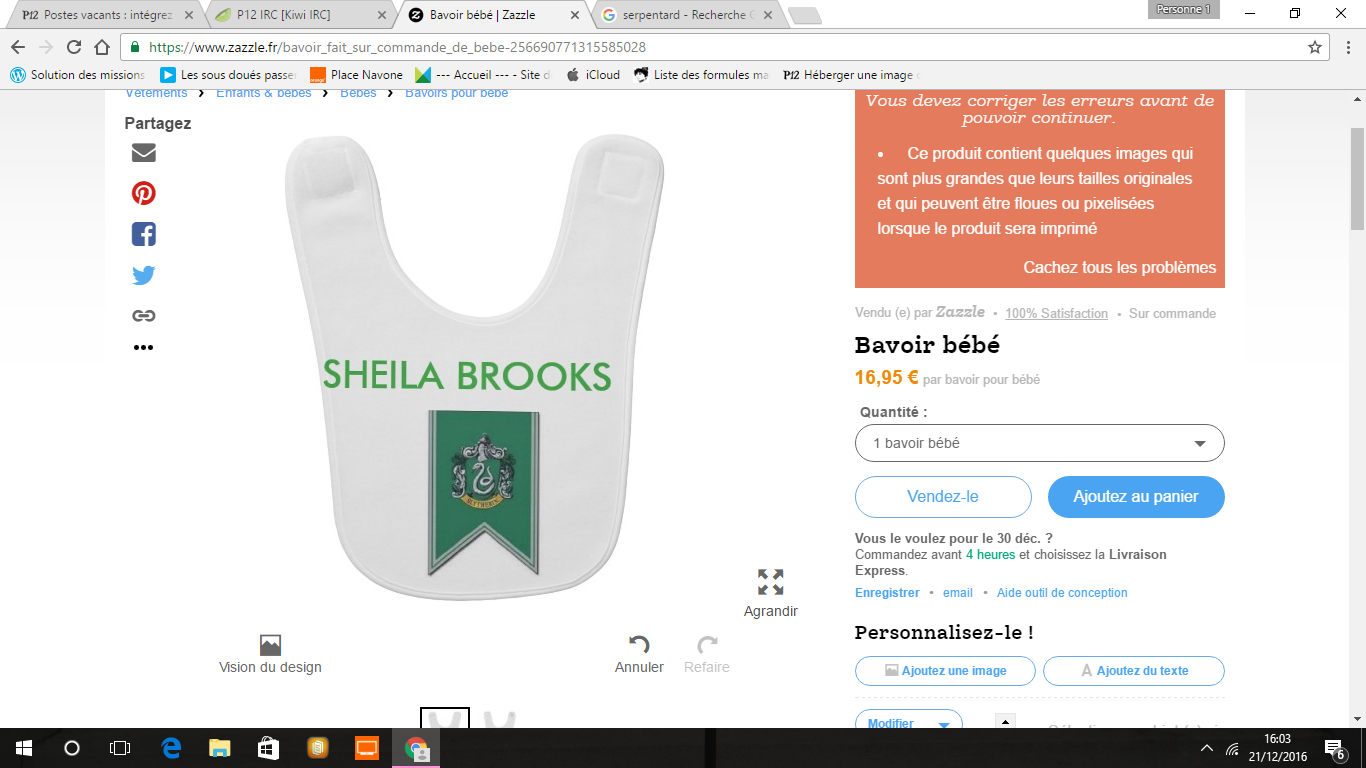 Postes vacants : intégrez
P12 IRC [Kiwi IRC]
Bavoir bébé | Zazzle
serpentard - Recherche
Personne 1
https://www.zazzle.fr/bavoir_fait_sur_commande_de_bebe-256690771315585028
Solution des missions
Les sous doués passe
Place Navone
--- Accueil --- - Site d
iCloud
Liste des formules ma
P12 Héberger une image
Vêtements > Enfants & bébés > Bébés > Bavoirs pour bébé
Partagez
SHEILA BROOKS
SLYTHERIN
Agrandir
Vision du design
Annuler
Refaire
Vous devez corriger les erreurs avant de
pouvoir continuer.
• Ce produit contient quelques images qui
sont plus grandes que leurs tailles originales
et qui peuvent être floues ou pixelisées
lorsque le produit sera imprimé
Cachez tous les problèmes
Vendu (e) par Zazzle • 100% Satisfaction • Sur commande
Bavoir bébé
16,95 € par bavoir pour bébé
Quantité :
1 bavoir bébé
Vendez-le
Ajoutez au panier
Vous le voulez pour le 30 déc. ?
Commandez avant 4 heures et choisissez la Livraison
Express.
Enregistrer • email • Aide outil de conception
Personnalisez-le !
Ajoutez une image
A Ajoutez du texte
Modifier
16:03
21/12/2016
6